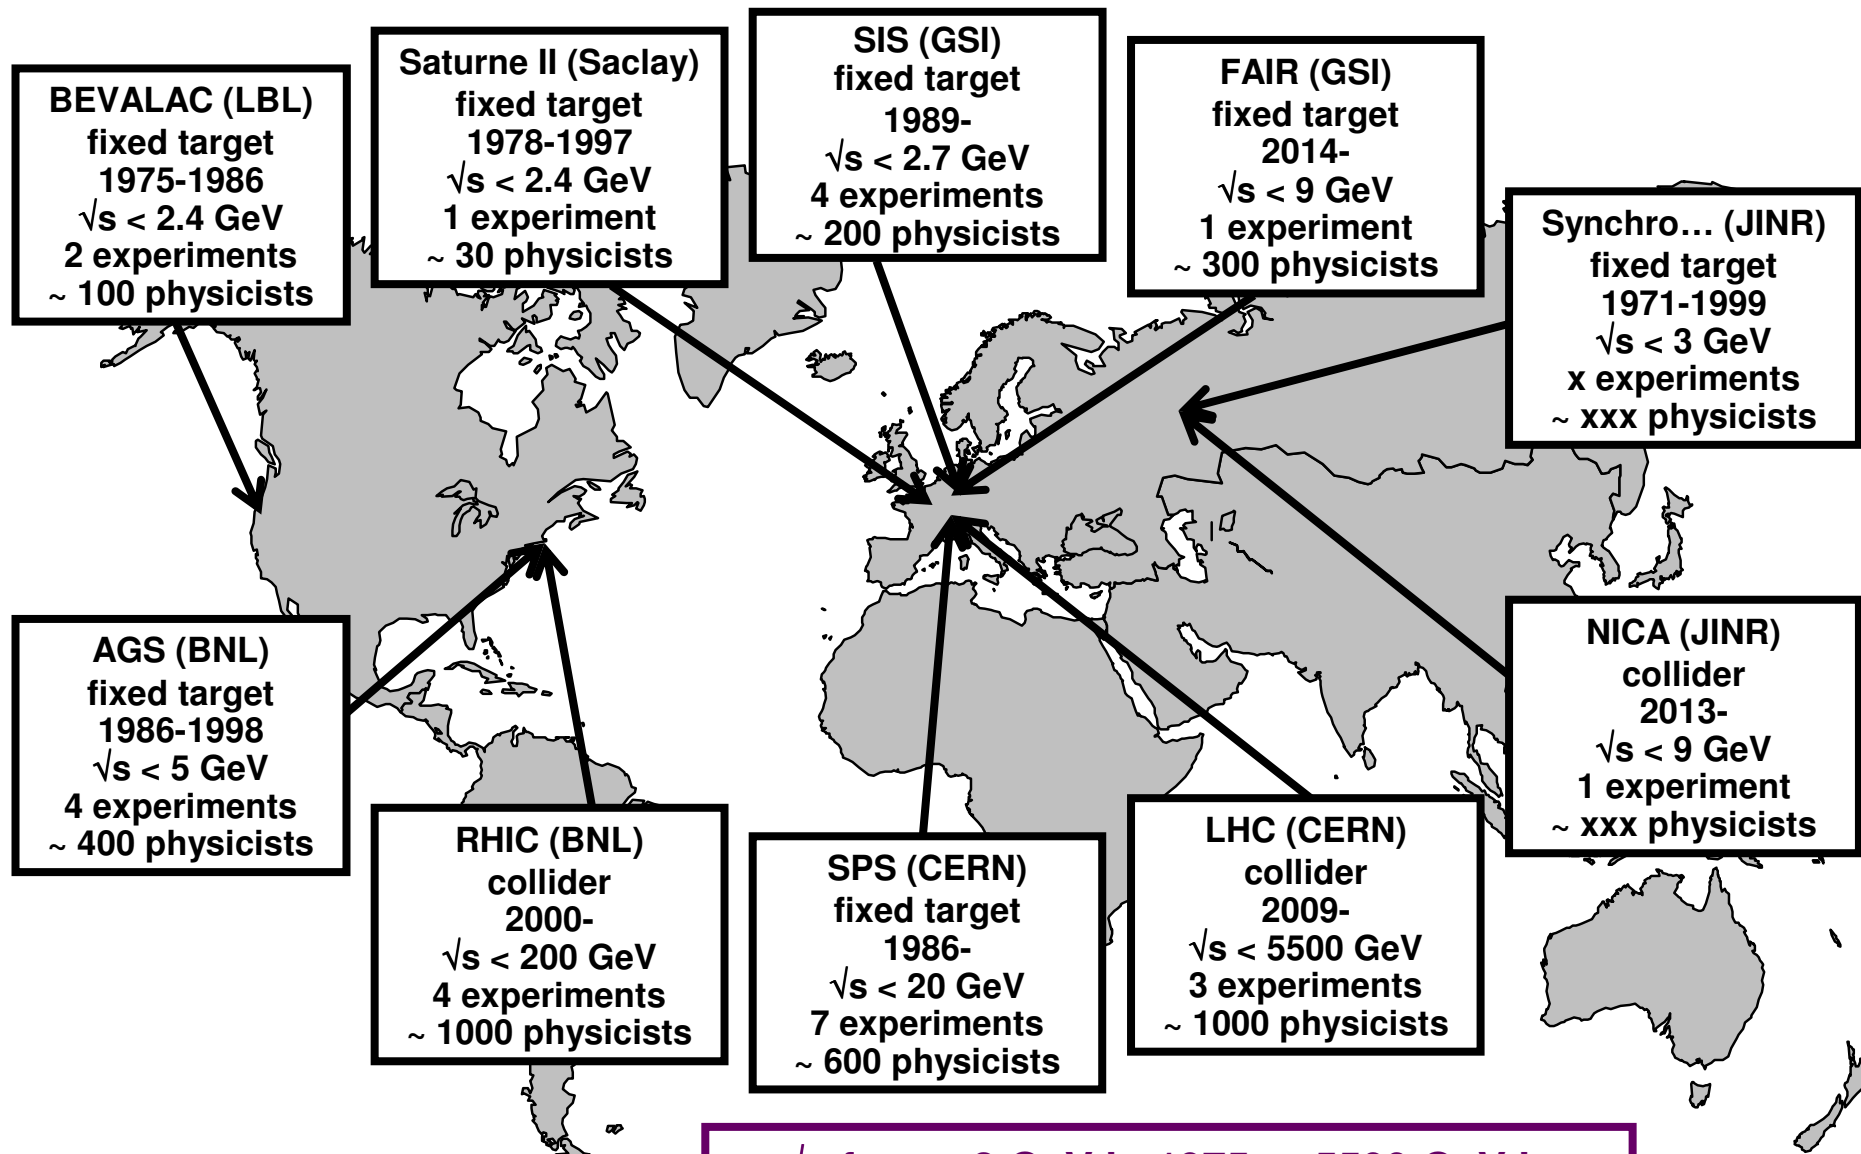 BEVALAC (LBL)
fixed target
1975-1986
√s < 2.4 GeV
2 experiments
~ 100 physicists
Saturne II (Saclay)
fixed target
1978-1997
√s < 2.4 GeV
1 experiment
~ 30 physicists
SIS (GSI)
fixed target
1989-
√s < 2.7 GeV
4 experiments
~ 200 physicists
FAIR (GSI)
fixed target
2014-
√s < 9 GeV
1 experiment
~ 300 physicists
Synchro… (JINR)
fixed target
1971-1999
√s < 3 GeV
x experiments
~ xxx physicists
AGS (BNL)
fixed target
1986-1998
√s < 5 GeV
4 experiments
~ 400 physicists
RHIC (BNL)
collider
2000-
√s < 200 GeV
4 experiments
~ 1000 physicists
SPS (CERN)
fixed target
1986-
√s < 20 GeV
7 experiments
~ 600 physicists
LHC (CERN)
collider
2009-
√s < 5500 GeV
3 experiments
~ 1000 physicists
NICA (JINR)
collider
2013-
√s < 9 GeV
1 experiment
~ xxx physicists